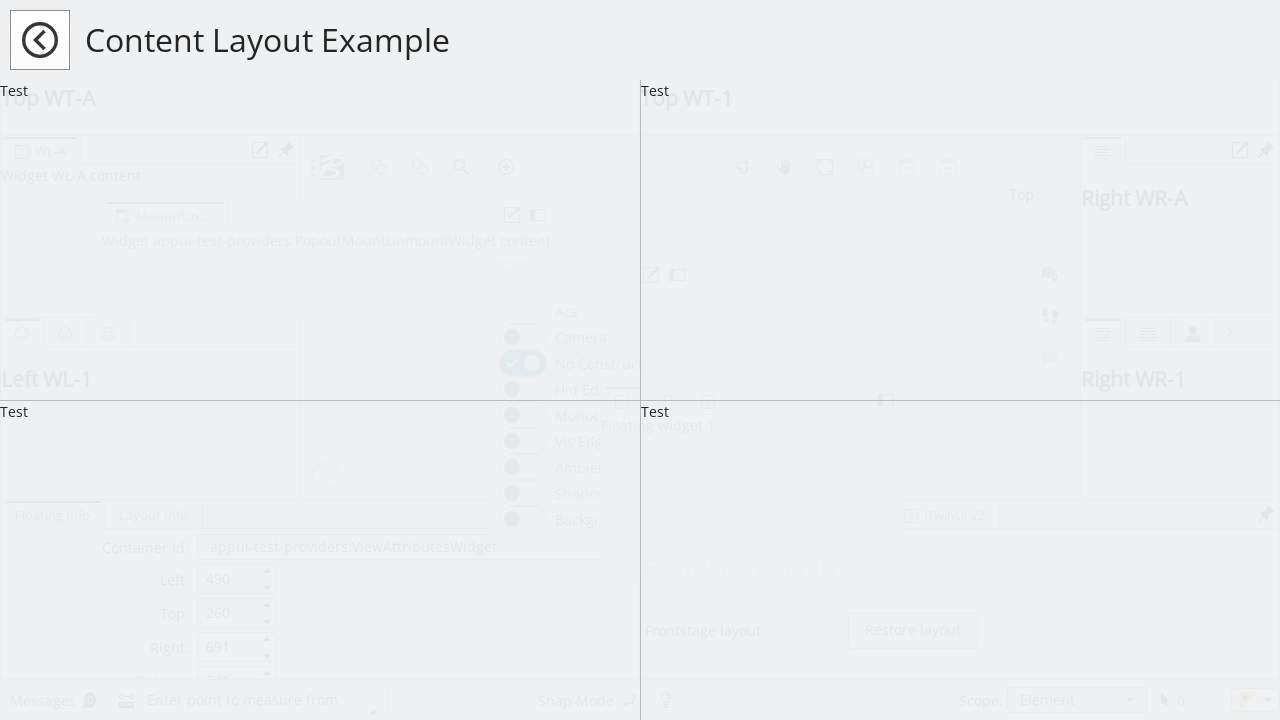 Content Layout Example
Test
Test
Top WT-A
Top WT-1
WL-A
Widget WL-A content
Top
Right WR-A
Mount/Un...
Widget appui-test-providers:PopoutMountUnmountWidget content
Acs
Camera
No Construc
Hid Ed
Monoc
Vis Edg
Ambie
Shado
Backgr
Left WL-1
Right WR-1
Test
Test
Floating widget 1
Floating Info
Layout Info
iTwinUI v2
Container Id:
appui-test-providers:ViewAttributesWidget
Frontstage controls
Left:
490
Top:
260
Frontstage layout
Restore layout
Right:
691
Messages
Enter point to measure from
Snap Mode
Scope:
Element
0